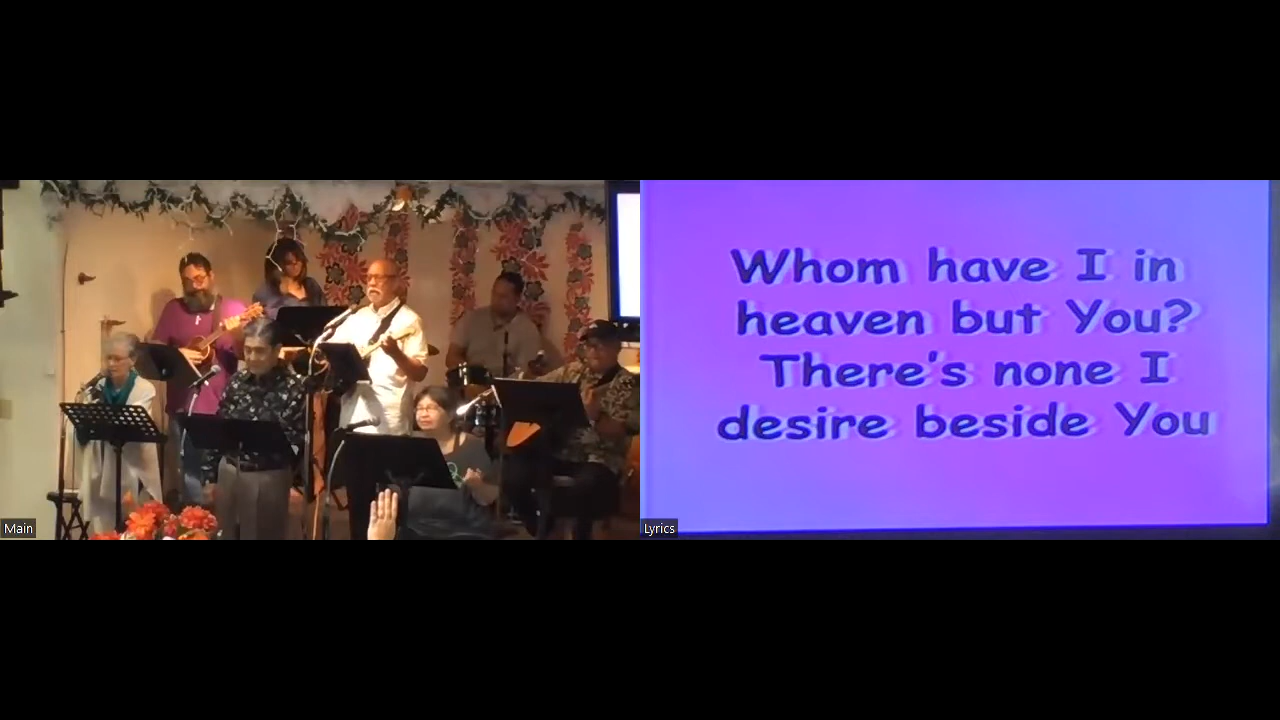 Main
Whom have I in
heaven but You?
There's none I
desire beside You
Lyrics